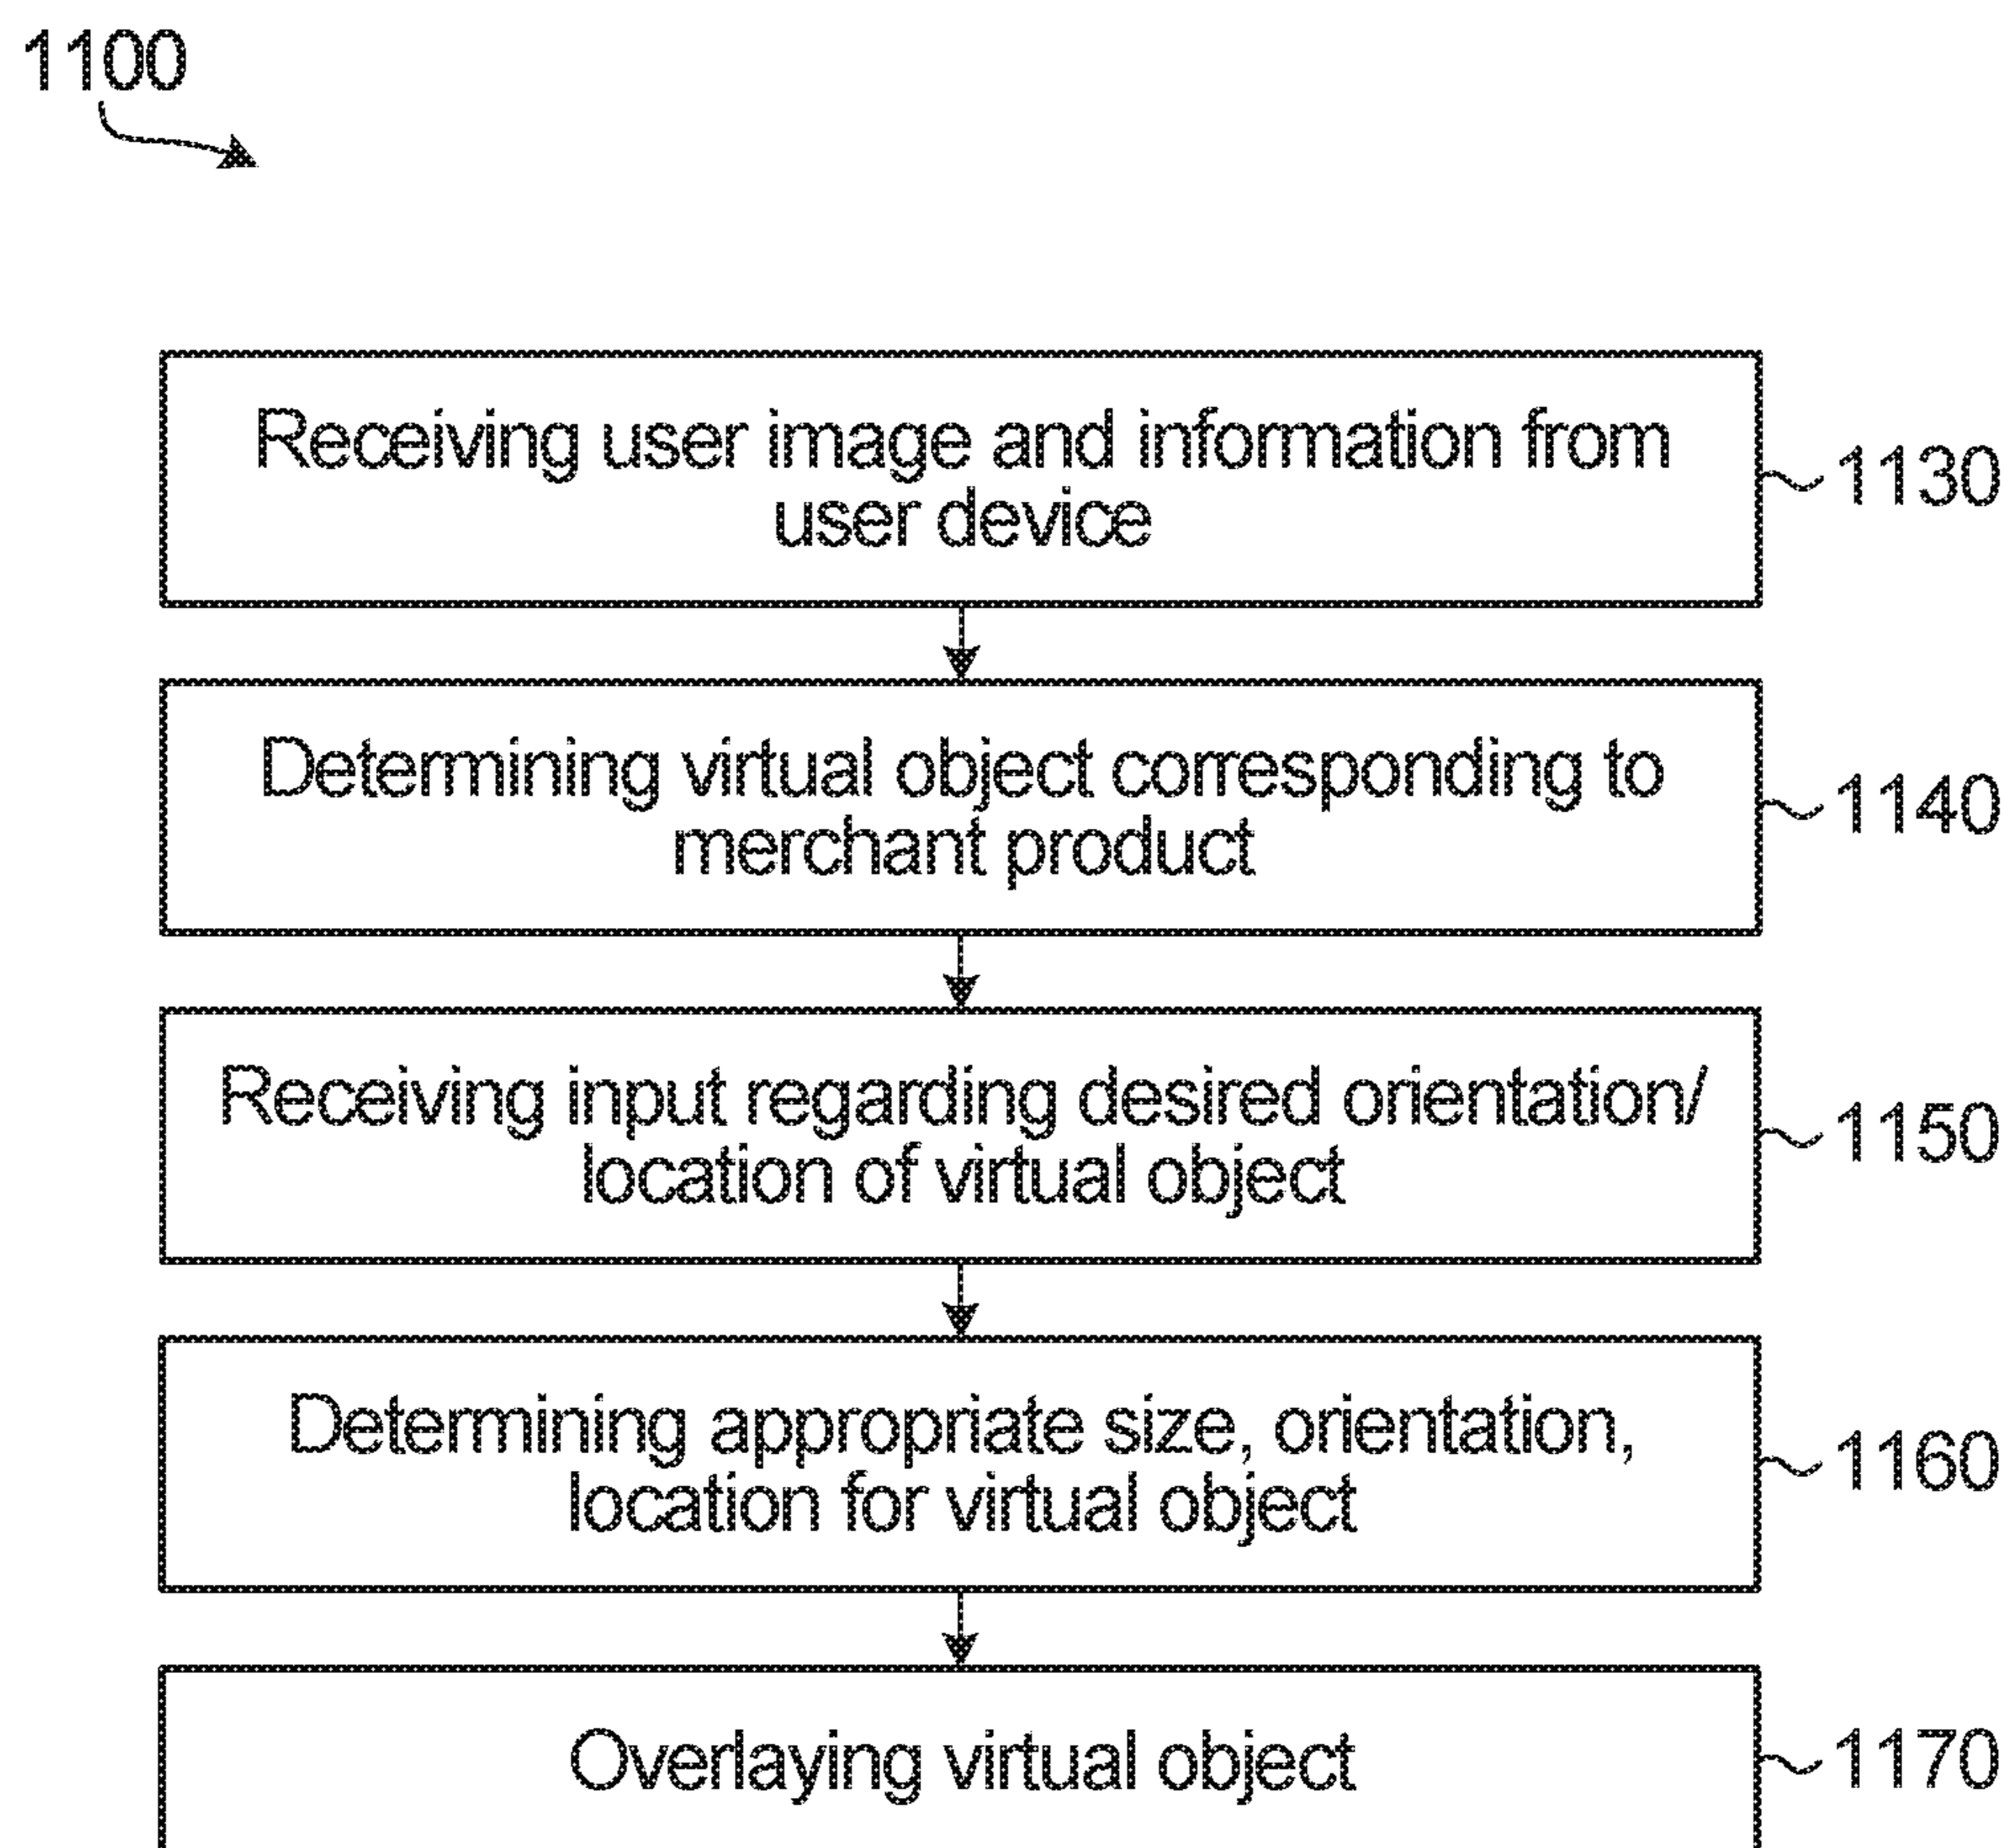 1100
Receiving user image and information from
user device
1130
Determining virtual object corresponding to
merchant product
1140
Receiving input regarding desired orientation/
location of virtual object
1150
Determining appropriate size, orientation,
location for virtual object
1160
Overlaying virtual object
1170